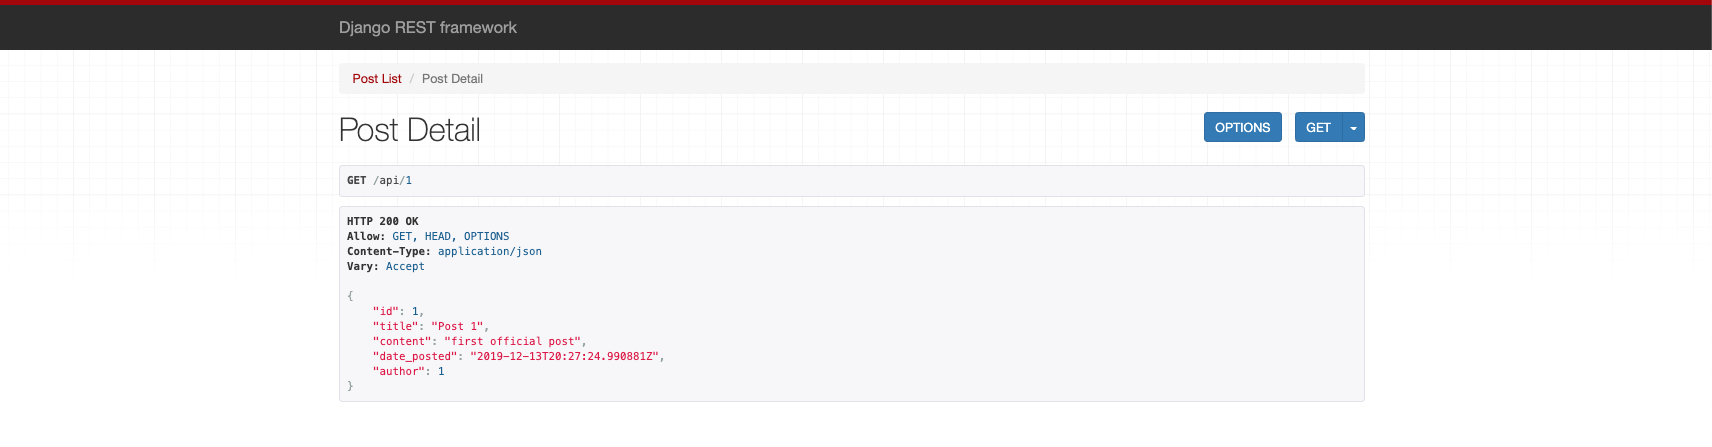 Django REST framework
Post List / Post Detail
Post Detail
OPTIONS GET
GET /api/1
HTTP 200 OK
Allow: GET, HEAD, OPTIONS
Content-Type: application/json
Vary: Accept
{
    "id": 1,
    "title": "Post 1",
    "content": "first official post",
    "date_posted": "2019-12-13T20:27:24.990881Z",
    "author": 1
}